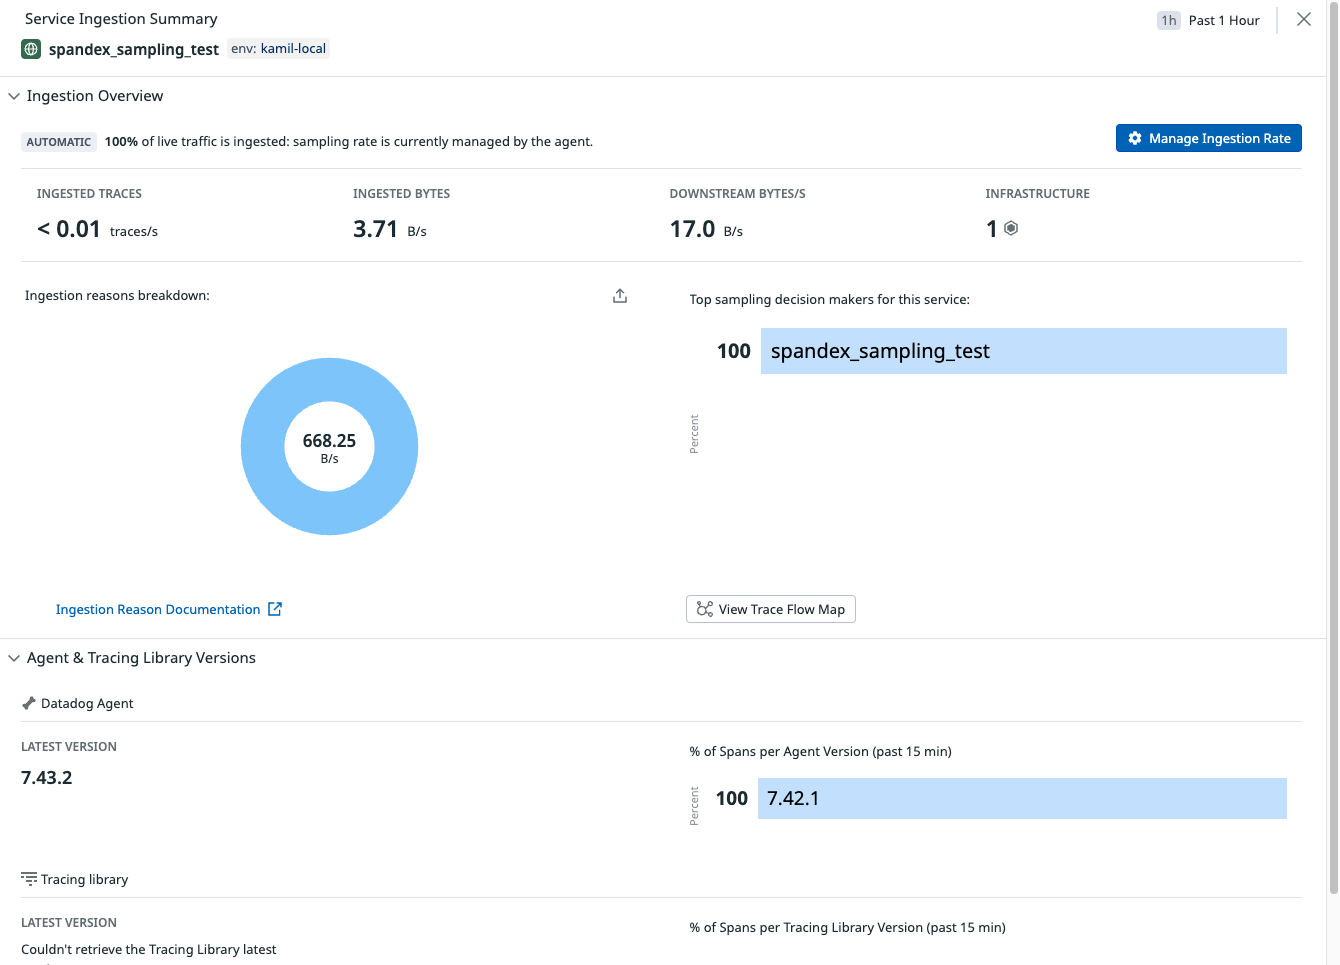 Service Ingestion Summary
1h Past 1 Hour
spandex_sampling_test env: kamil-local
Ingestion Overview
AUTOMATIC 100% of live traffic is ingested: sampling rate is currently managed by the agent.
Manage Ingestion Rate
INGESTED TRACES
< 0.01 traces/s
INGESTED BYTES
3.71 B/s
DOWNSTREAM BYTES/S
17.0 B/s
INFRASTRUCTURE
1
Ingestion reasons breakdown:
668.25
B/s
Ingestion Reason Documentation
Top sampling decision makers for this service:
100 spandex_sampling_test
Percent
View Trace Flow Map
Agent & Tracing Library Versions
Datadog Agent
LATEST VERSION
7.43.2
% of Spans per Agent Version (past 15 min)
Percent
100 7.42.1
Tracing library
LATEST VERSION
Couldn't retrieve the Tracing Library latest
% of Spans per Tracing Library Version (past 15 min)